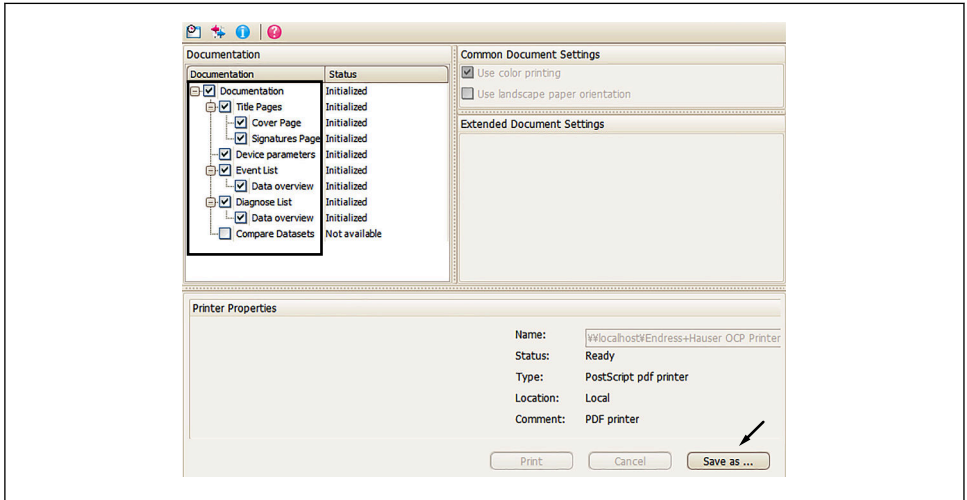 Documentation
Documentation Status
Documentation Initialized
Title Pages Initialized
Cover Page Initialized
Signatures Page Initialized
Device parameters Initialized
Event List Initialized
Data overview Initialized
Diagnose List Initialized
Data overview Initialized
Compare Datasets Not available
Common Document Settings
Use color printing
Use landscape paper orientation
Extended Document Settings
Printer Properties
Name: ¥¥localhost¥Endress+Hauser OCP Printer
Status: Ready
Type: PostScript pdf printer
Location: Local
Comment: PDF printer
Print Cancel Save as ...